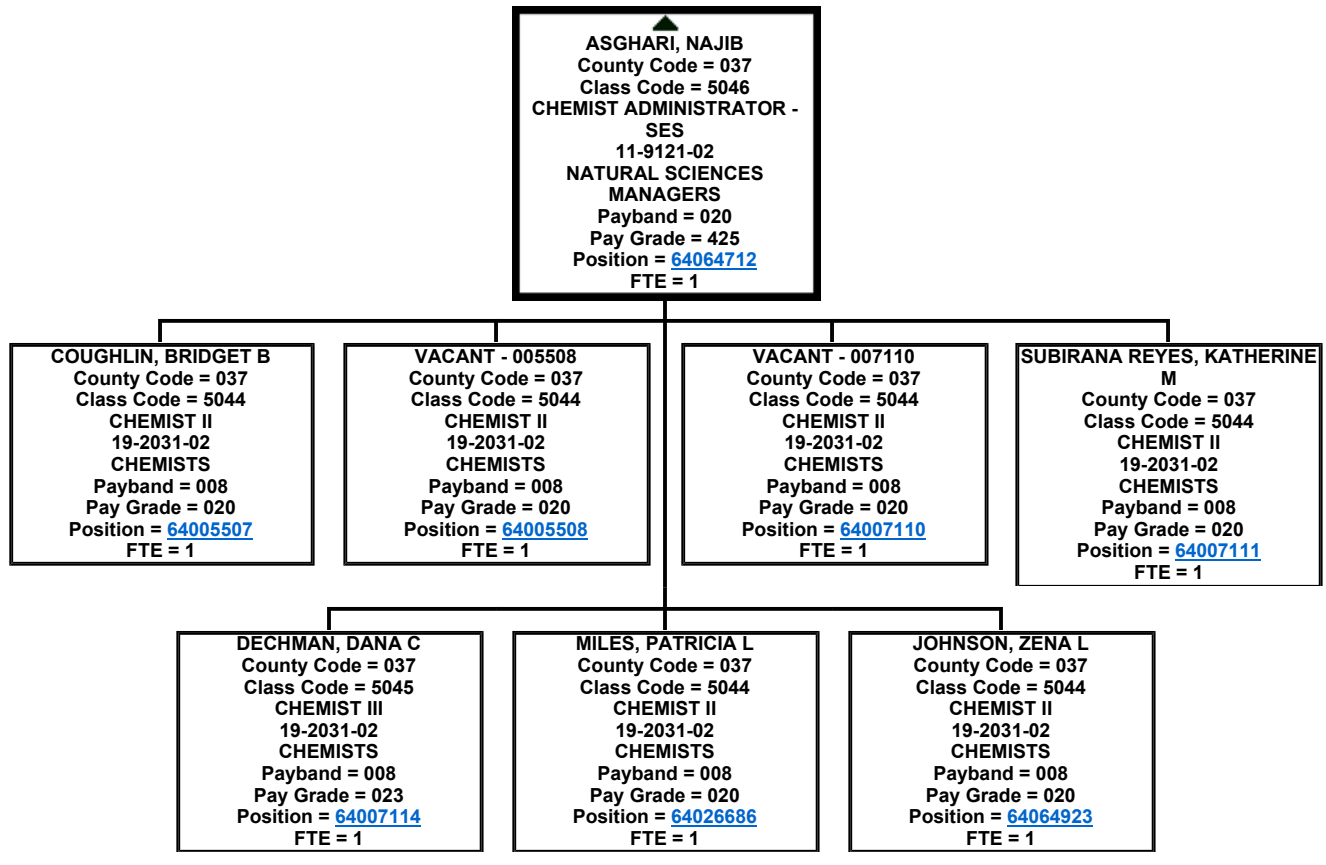 ASGHARI, NAJIB
County Code = 037
Class Code = 5046
CHEMIST ADMINISTRATOR -
SES
11-9121-02
NATURAL SCIENCES
MANAGERS
Payband = 020
Pay Grade = 425
Position = 64064712
FTE = 1
COUGHLIN, BRIDGET B
County Code = 037
Class Code = 5044
CHEMIST II
19-2031-02
CHEMISTS
Payband = 008
Pay Grade = 020
Position = 64005507
FTE = 1
VACANT - 005508
County Code = 037
Class Code = 5044
CHEMIST II
19-2031-02
CHEMISTS
Payband = 008
Pay Grade = 020
Position = 64005508
FTE = 1
VACANT - 007110
County Code = 037
Class Code = 5044
CHEMIST II
19-2031-02
CHEMISTS
Payband = 008
Pay Grade = 020
Position = 64007110
FTE = 1
SUBIRANA REYES, KATHERINE
M
County Code = 037
Class Code = 5044
CHEMIST II
19-2031-02
CHEMISTS
Payband = 008
Pay Grade = 020
Position = 64007111
FTE = 1
DECHMAN, DANA C
County Code = 037
Class Code = 5045
CHEMIST III
19-2031-02
CHEMISTS
Payband = 008
Pay Grade = 023
Position = 64007114
FTE = 1
MILES, PATRICIA L
County Code = 037
Class Code = 5044
CHEMIST II
19-2031-02
CHEMISTS
Payband = 008
Pay Grade = 020
Position = 64026686
FTE = 1
JOHNSON, ZENA L
County Code = 037
Class Code = 5044
CHEMIST II
19-2031-02
CHEMISTS
Payband = 008
Pay Grade = 020
Position = 64064923
FTE = 1